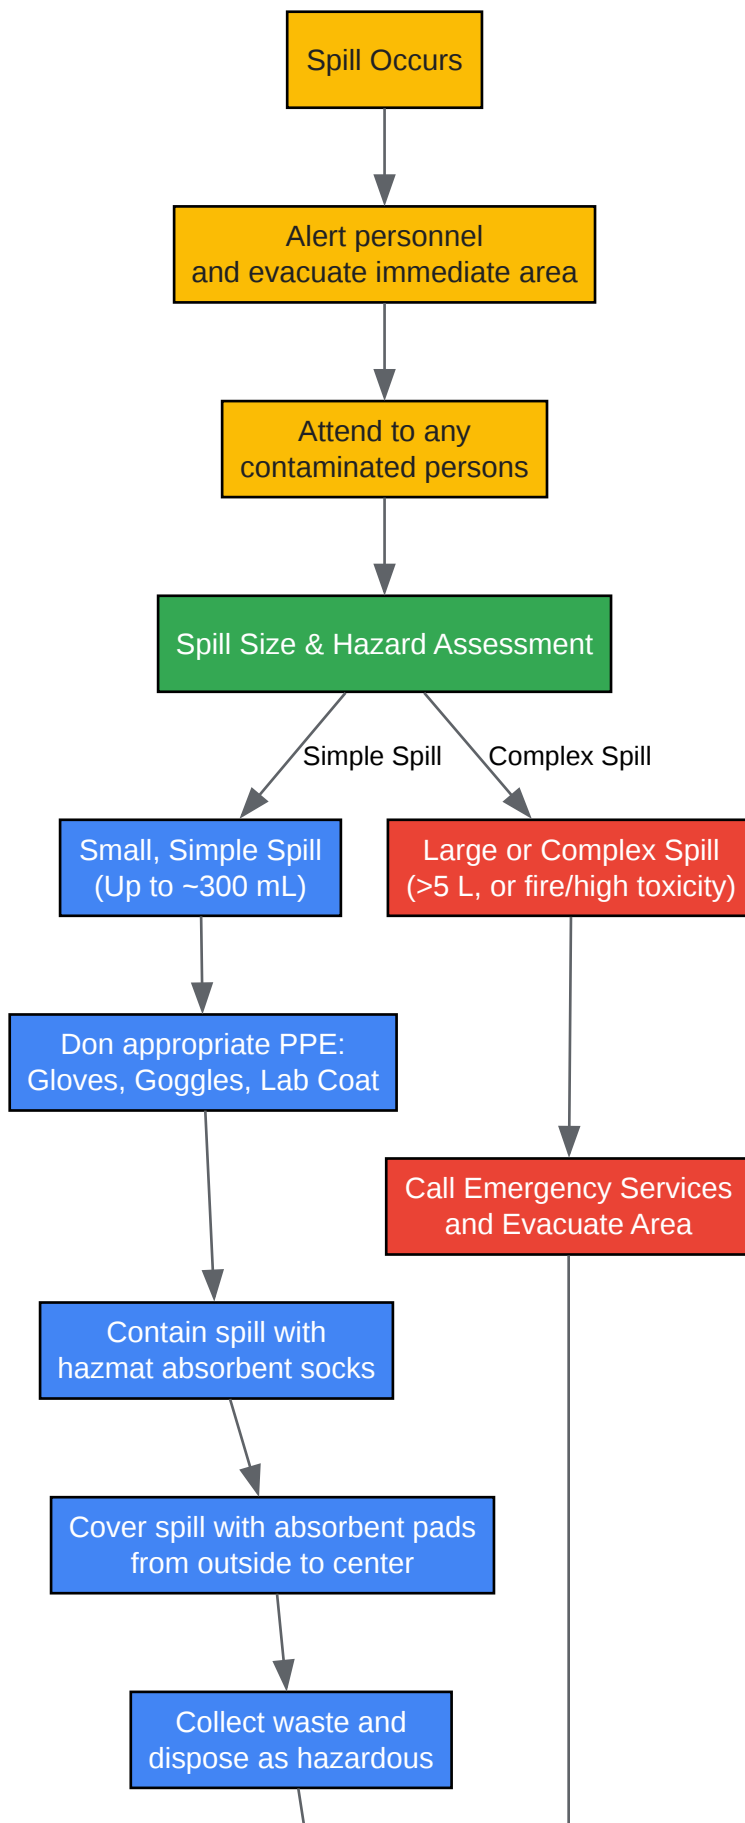 Spill Occurs
Alert personnel
and evacuate immediate area
Attend to any
contaminated persons
Spill Size & Hazard Assessment
Simple Spill
Complex Spill
Small, Simple Spill
(Up to ~300 mL)
Large or Complex Spill
(>5 L, or fire/high toxicity)
Don appropriate PPE:
Gloves, Goggles, Lab Coat
Call Emergency Services
and Evacuate Area
Contain spill with
hazmat absorbent socks
Cover spill with absorbent pads
from outside to center
Collect waste and
dispose as hazardous